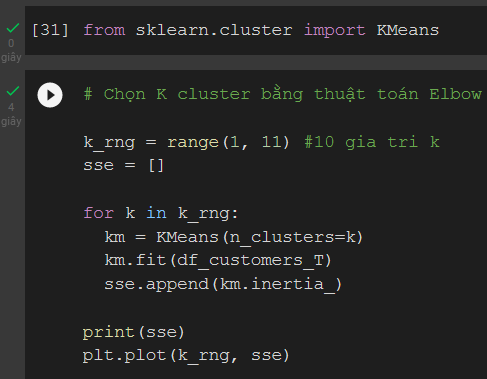 [31] from sklearn.cluster import KMeans
0
giây
4
giây
# Chọn K cluster bằng thuật toán Elbow
k_rng = range(1, 11) #10 gia tri k
sse = []
for k in k_rng:
  km = KMeans(n_clusters=k)
  km.fit(df_customers_T)
  sse.append(km.inertia_)
print(sse)
plt.plot(k_rng, sse)